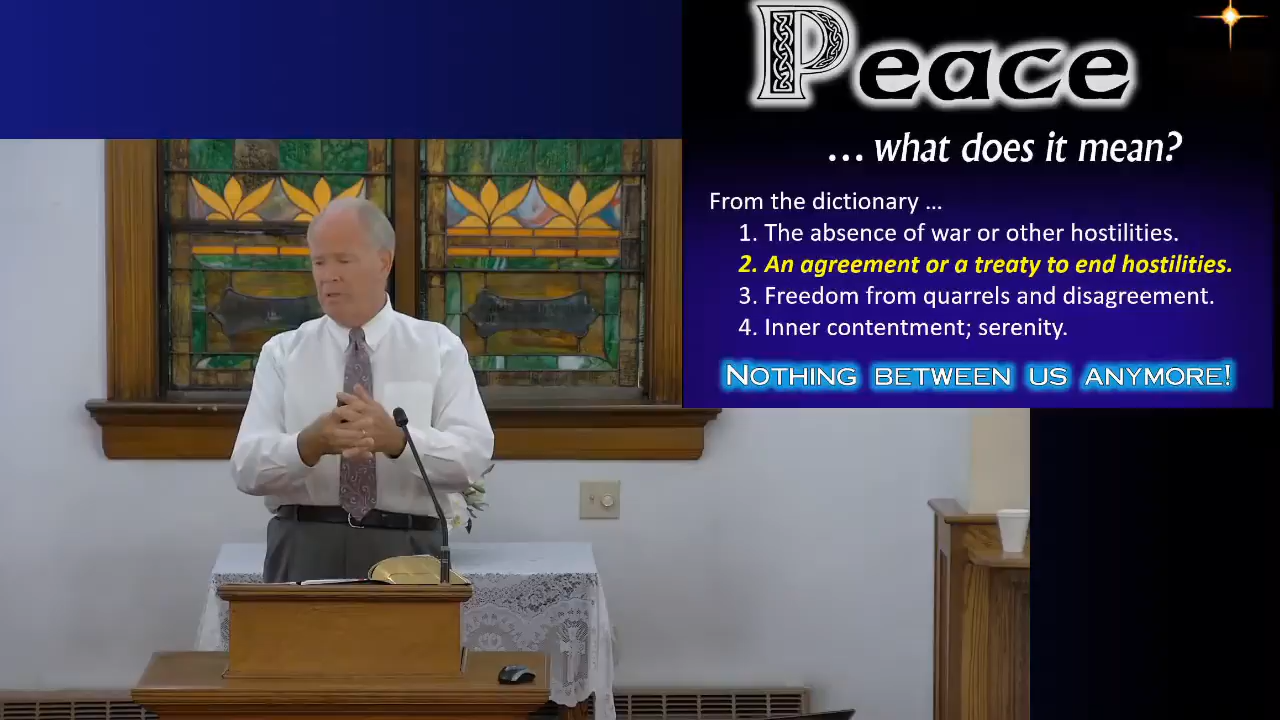 Peace
...what does it mean?
From the dictionary ...
1. The absence of war or other hostilities.
2. An agreement or a treaty to end hostilities.
3. Freedom from quarrels and disagreement.
4. Inner contentment; serenity.
NOTHING BETWEEN US ANYMORE!